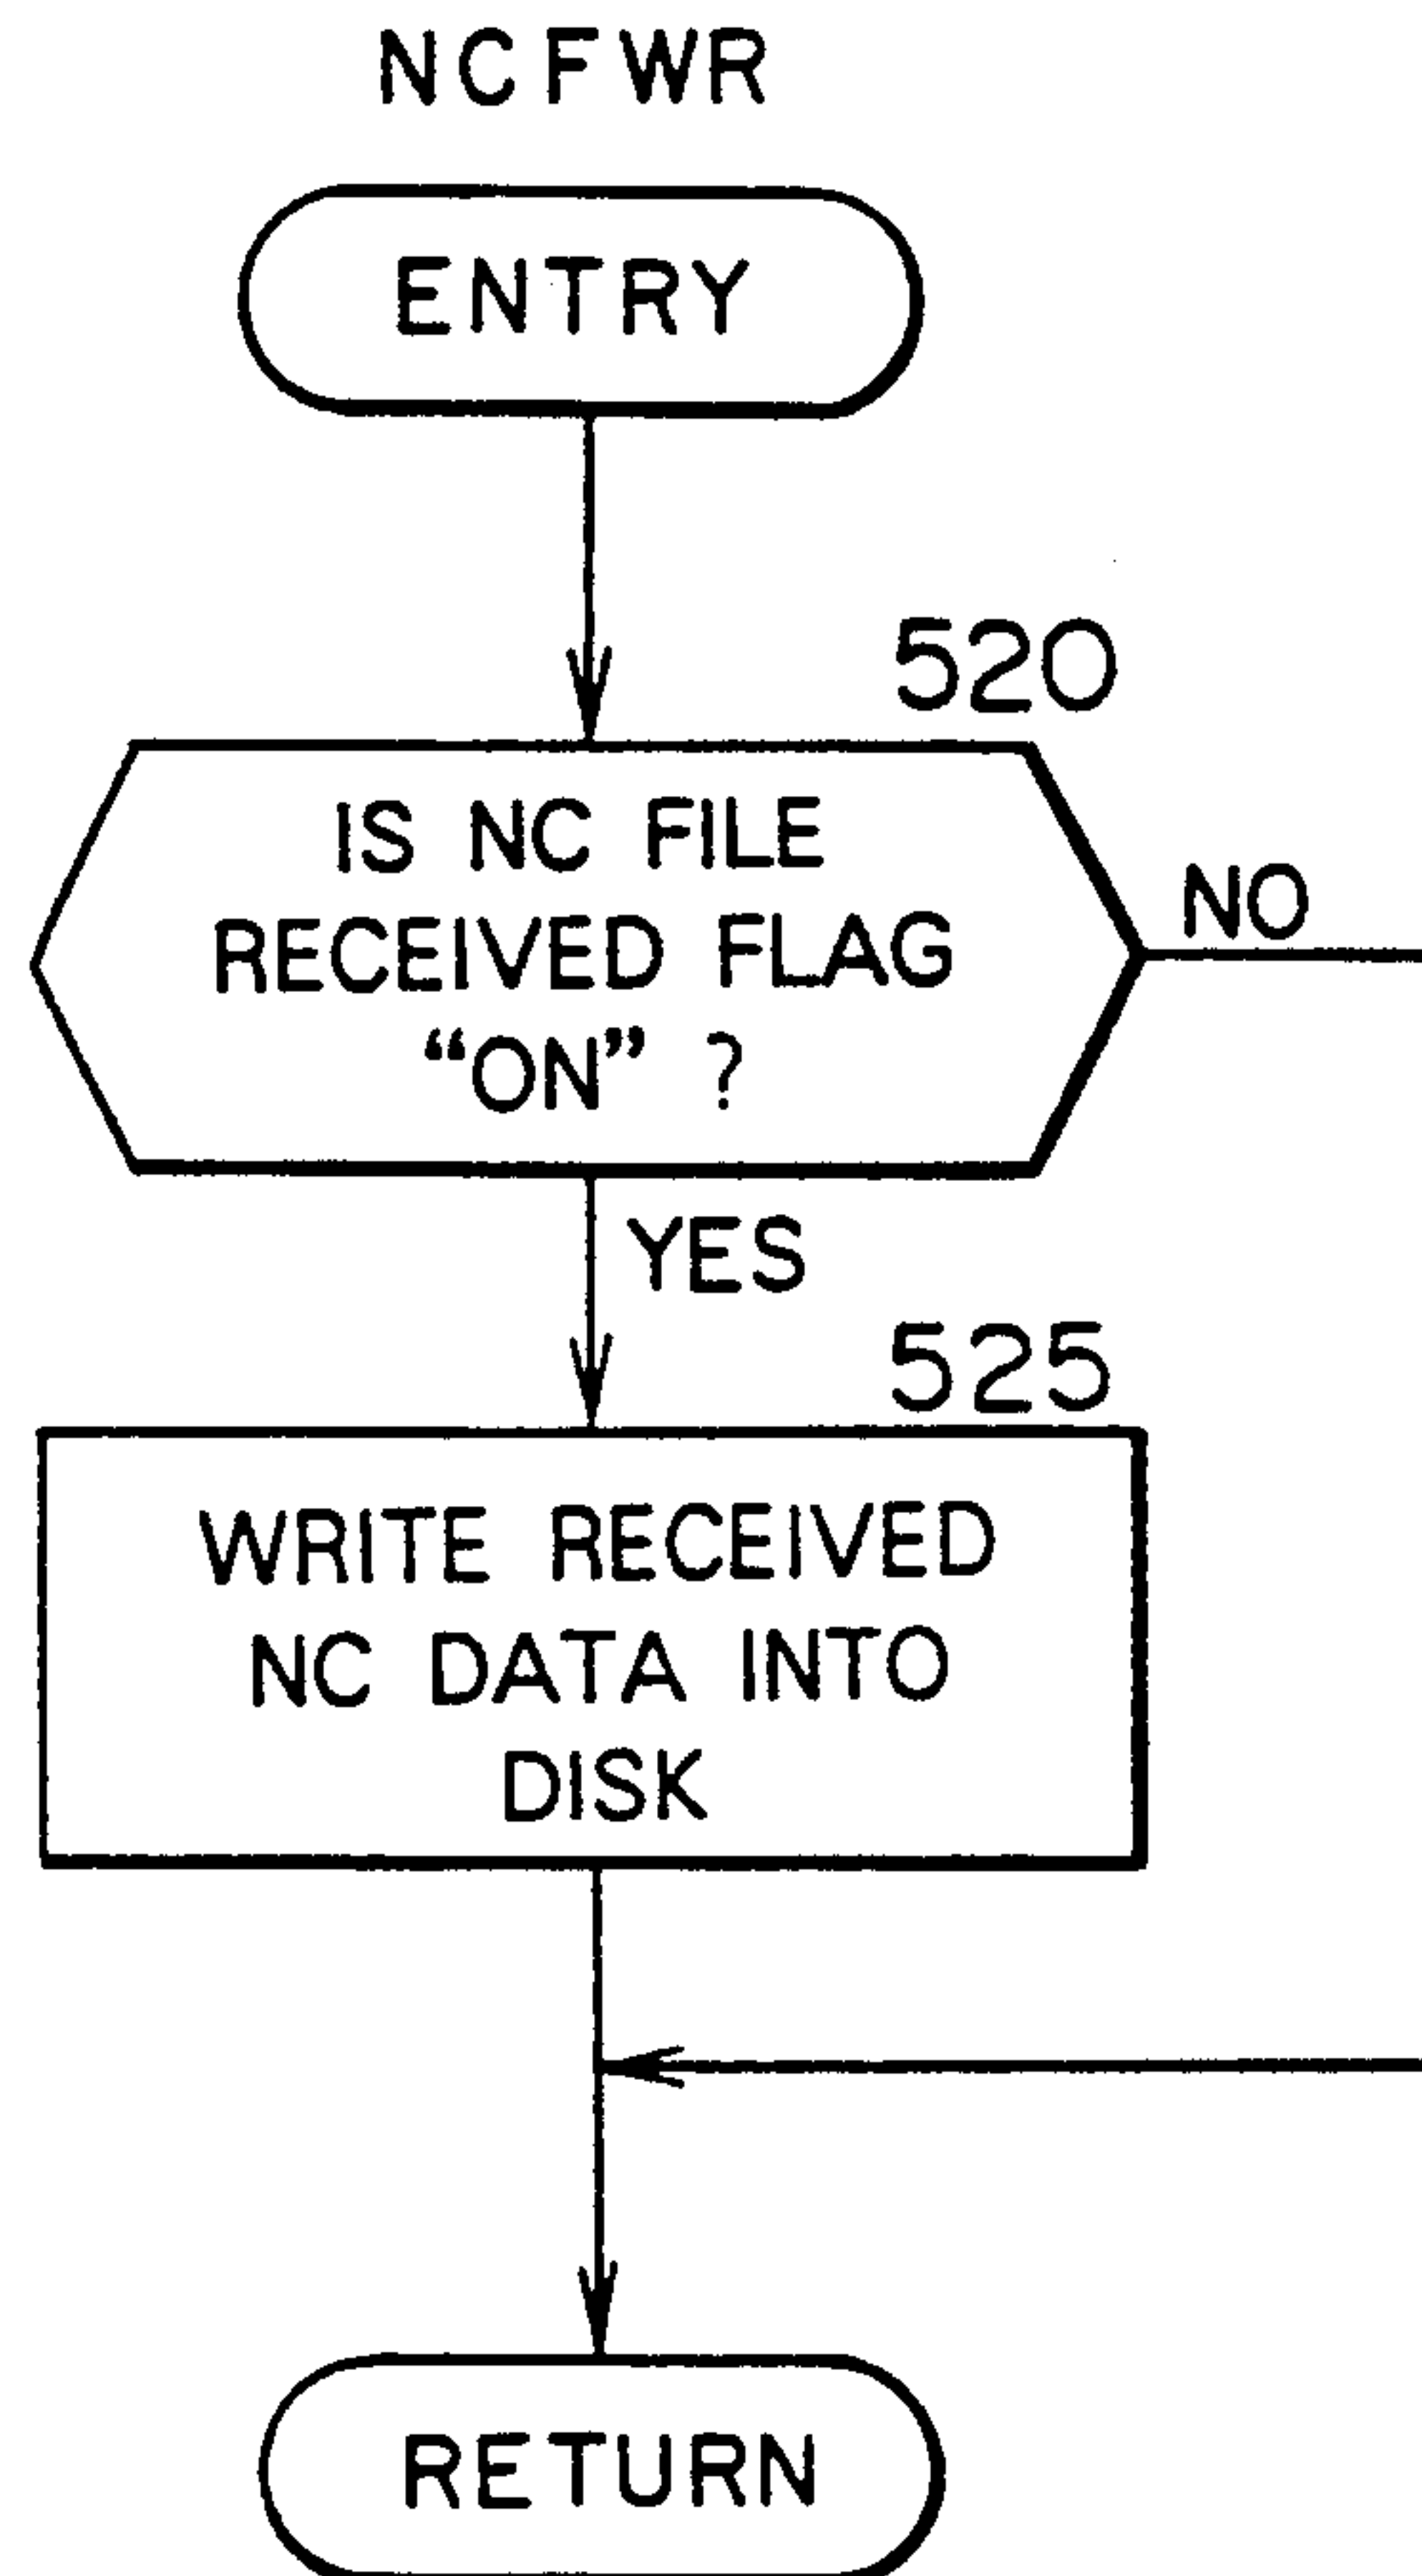 NCFWR
ENTRY
520
IS NC FILE
RECEIVED FLAG
“ON” ?
NO
YES
525
WRITE RECEIVED
NC DATA INTO
DISK
RETURN